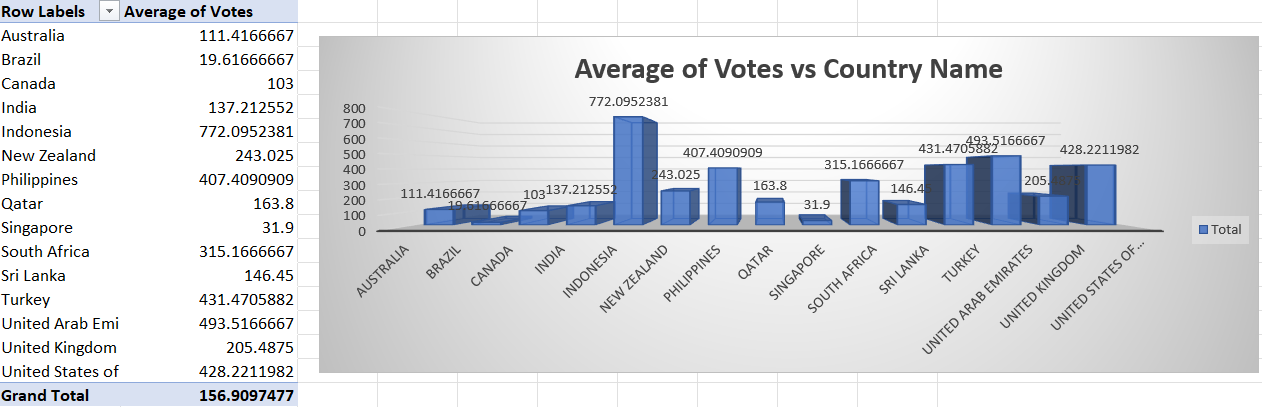 Row Labels Average of Votes
Australia 111.4166667
Brazil 19.61666667
Canada 103
India 137.212552
Indonesia 772.0952381
New Zealand 243.025
Philippines 407.4090909
Qatar 163.8
Singapore 31.9
South Africa 315.1666667
Sri Lanka 146.45
Turkey 431.4705882
United Arab Emi 493.5166667
United Kingdom 205.4875
United States of 428.2211982
Grand Total 156.9097477
Average of Votes vs Country Name
800
700
600
500
400
300
200
100
0
111.4166667
19.61666667
103
137.212552
772.0952381
243.025
407.4090909
163.8
31.9
315.1666667
146.45
431.4705882
493.5166667
205.4875
428.2211982
AUSTRALIA
BRAZIL
CANADA
INDIA
INDONESIA
NEW ZEALAND
PHILIPPINES
QATAR
SINGAPORE
SOUTH AFRICA
SRI LANKA
TURKEY
UNITED ARAB EMIRATES
UNITED KINGDOM
UNITED STATES OF…
Total